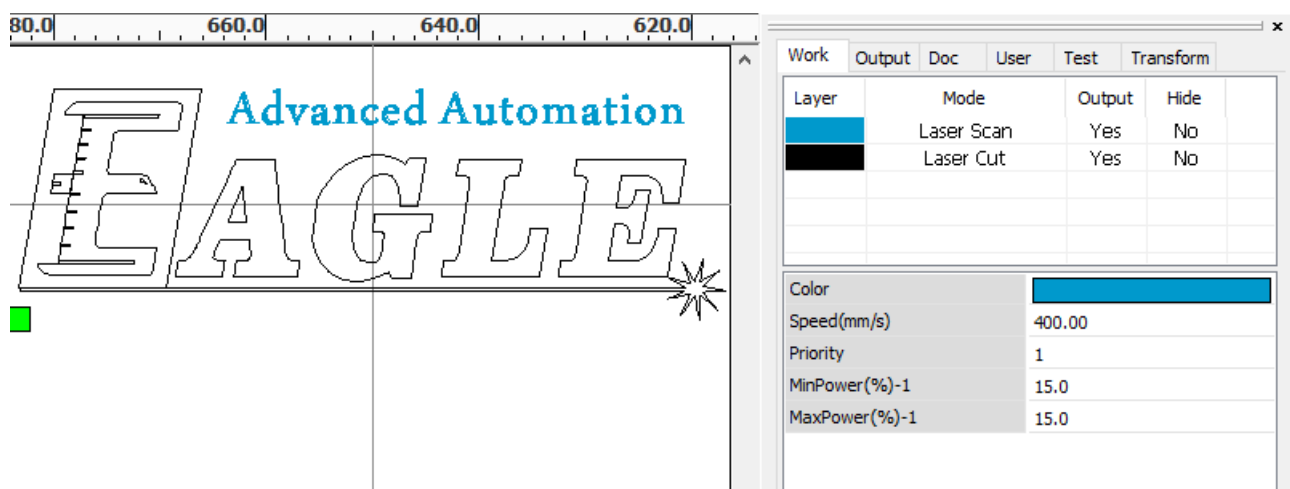 80.0 660.0 640.0 620.0
x
Work Output Doc User Test Transform
Advanced Automation
EAGLE
Layer Mode Output Hide
Laser Scan Yes No
Laser Cut Yes No
Color
Speed(mm/s) 400.00
Priority 1
MinPower(%)-1 15.0
MaxPower(%)-1 15.0